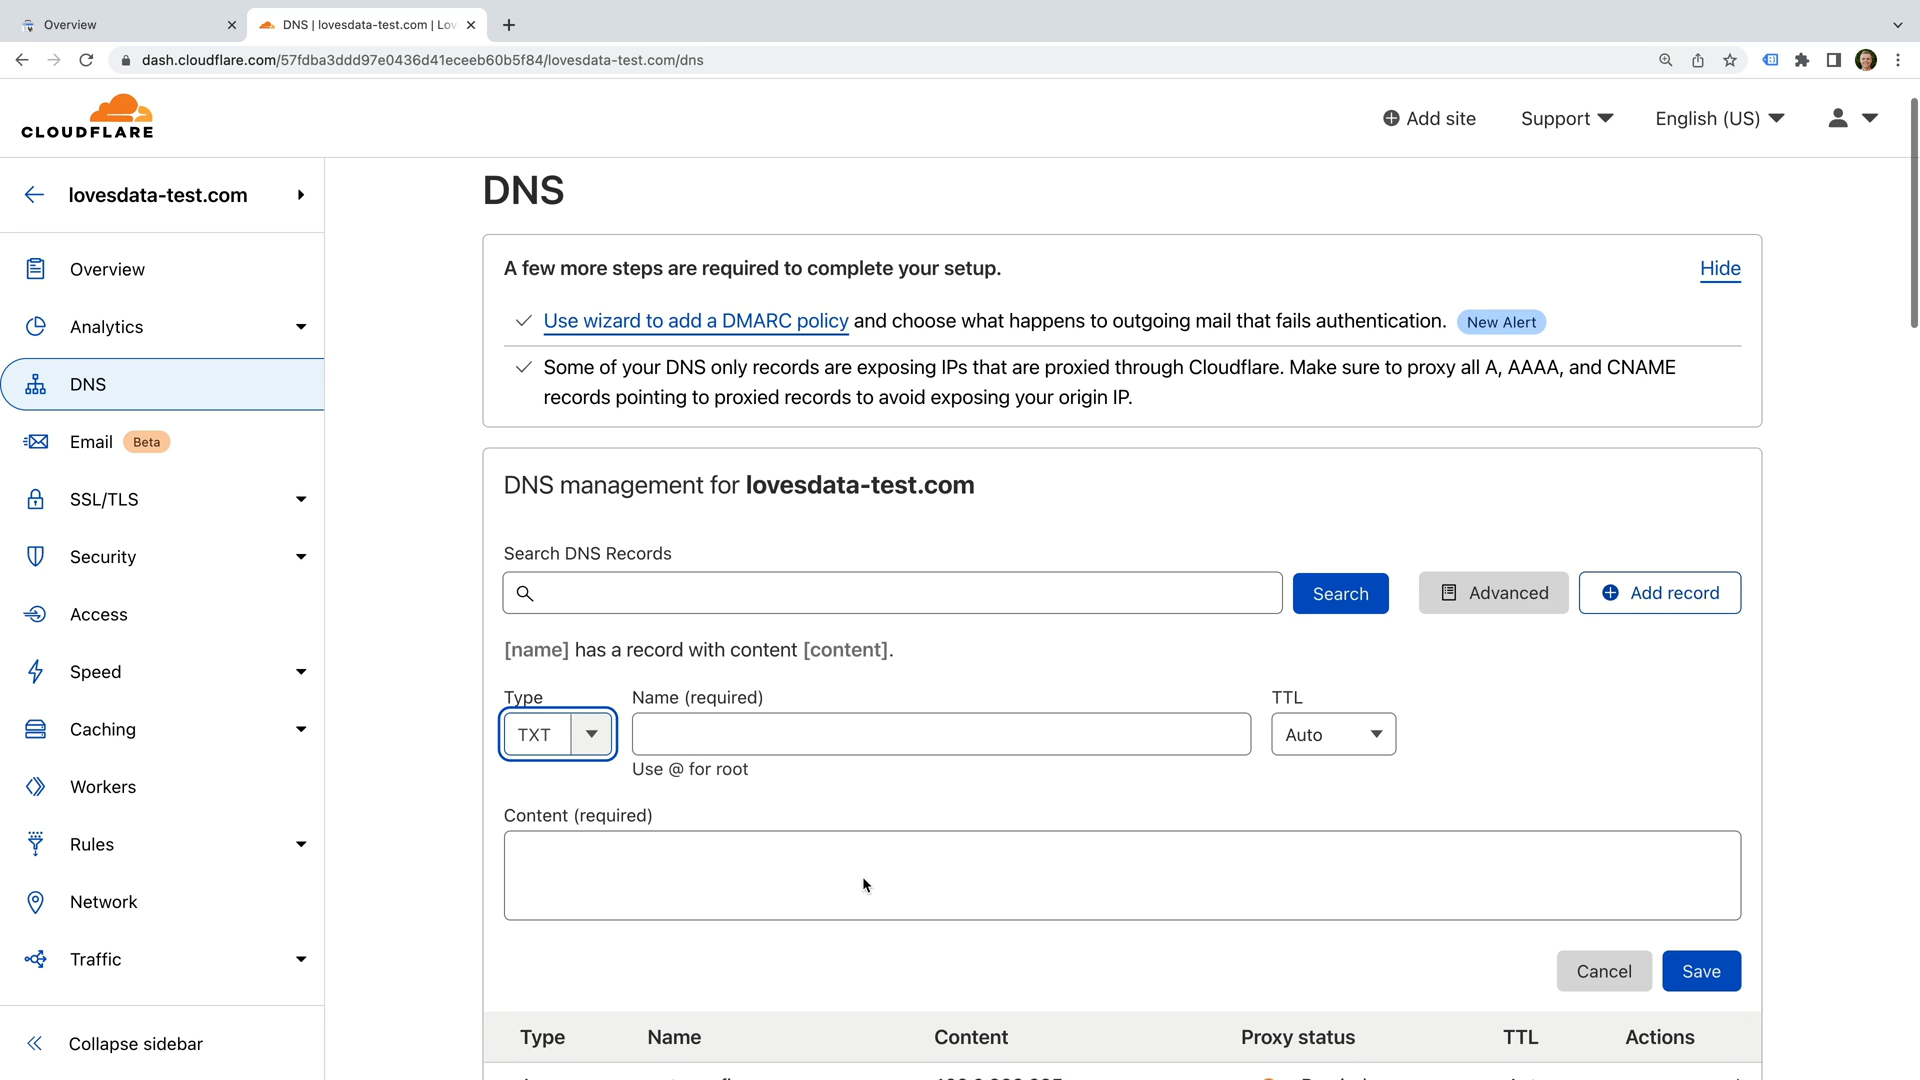 Overview
DNS | lovesdata-test.com | Lov
dash.cloudflare.com/57fdba3ddd97e0436d41eceeb60b5f84/lovesdata-test.com/dns
CLOUDFLARE
Add site
Support
English (US)
lovesdata-test.com
Overview
Analytics
DNS
Email Beta
SSL/TLS
Security
Access
Speed
Caching
Workers
Rules
Network
Traffic
Collapse sidebar
DNS
A few more steps are required to complete your setup.
Hide
Use wizard to add a DMARC policy and choose what happens to outgoing mail that fails authentication. New Alert
Some of your DNS only records are exposing IPs that are proxied through Cloudflare. Make sure to proxy all A, AAAA, and CNAME
records pointing to proxied records to avoid exposing your origin IP.
DNS management for lovesdata-test.com
Search DNS Records
Search
Advanced
Add record
[name] has a record with content [content].
Type Name (required) TTL
TXT Auto
Use @ for root
Content (required)
Cancel Save
Type Name Content Proxy status TTL Actions